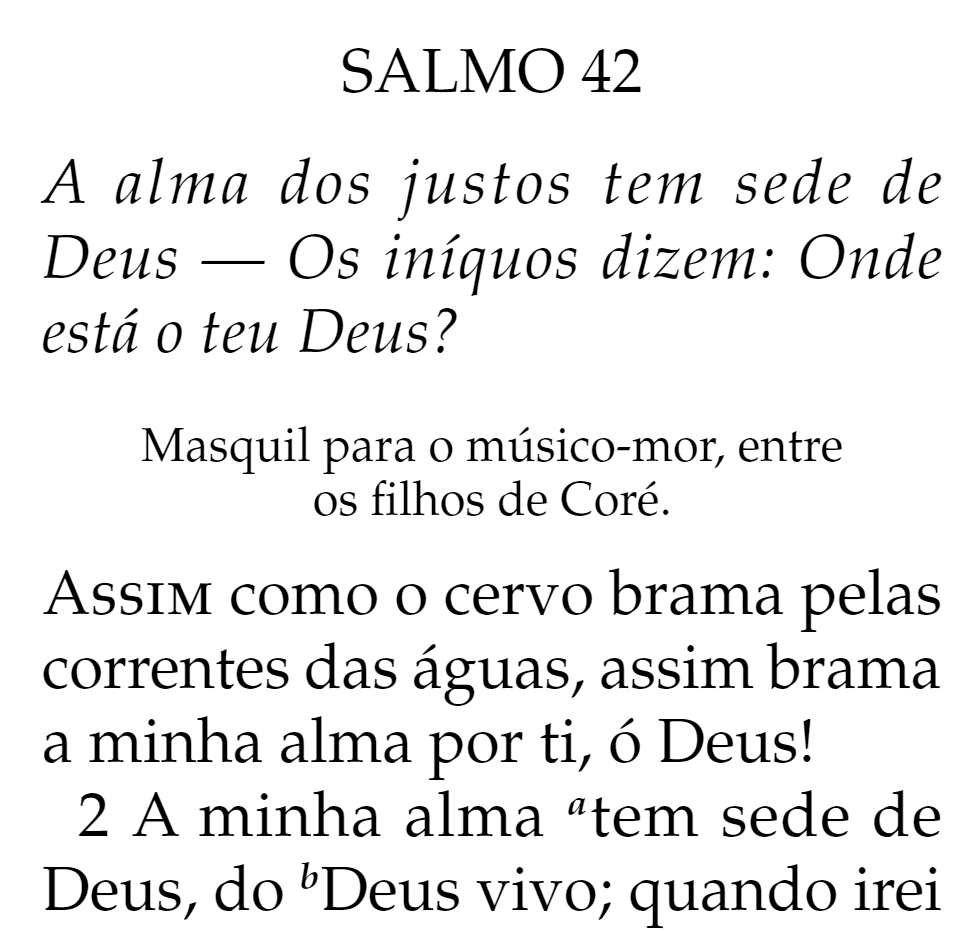 SALMO 42
A alma dos justos tem sede de
Deus — Os iníquos dizem: Onde
está o teu Deus?
Masquil para o músico-mor, entre
os filhos de Coré.
Assim como o cervo brama pelas
correntes das águas, assim brama
a minha alma por ti, ó Deus!
2 A minha alma ᵃtem sede de
Deus, do ᵇDeus vivo; quando irei